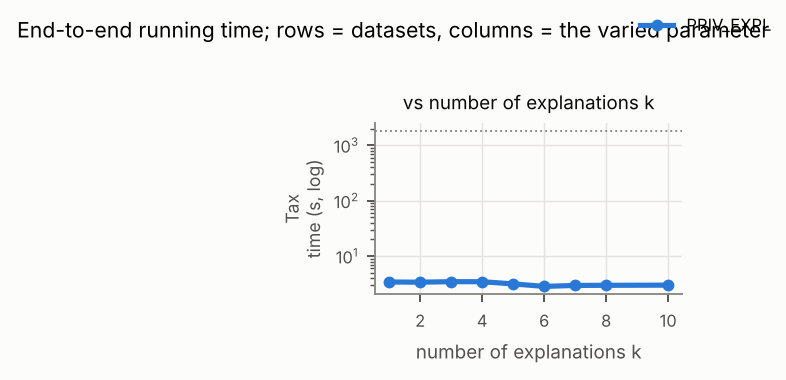 End-to-end running time; rows = datasets, columns = the varied parameter
PRIV_EXPL
vs number of explanations k
Tax
time (s, log)
10³
10²
10¹
2 4 6 8 10
number of explanations k